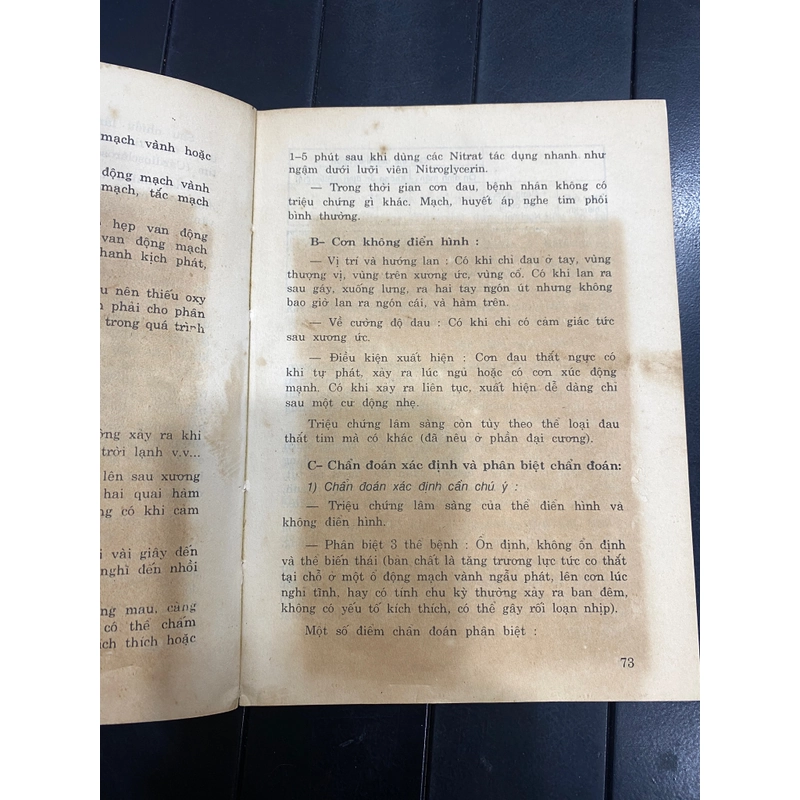 mạch vành hoặc
động mạch vành
mạch, tắc mạch
hẹp van động
van động mạch
thanh kịch phát,
nên thiếu oxy
phải cho phần
trong quá trình
xảy ra khi
trời lạnh v.v...
lên sau xương
hai quai hàm
có khi cảm
vài giây đến
nghĩ đến nhồi
mau, càng
có thể chấm
thích hoặc
1–5 phút sau khi dùng các Nitrat tác dụng nhanh như
ngậm dưới lưỡi viên Nitroglycerin.
— Trong thời gian cơn đau, bệnh nhân không có
triệu chứng gì khác. Mạch, huyết áp nghe tim phổi
bình thường.
B– Cơn không điển hình :
— Vị trí và hướng lan : Có khi chỉ đau ở tay, vùng
thượng vị, vùng trên xương ức, vùng cổ. Có khi lan ra
sau gáy, xuống lưng, ra hai tay ngón út nhưng không
bao giờ lan ra ngón cái, và hàm trên.
— Về cường độ đau : Có khi chỉ có cảm giác tức
sau xương ức.
— Điều kiện xuất hiện : Cơn đau thắt ngực có
khi tự phát, xảy ra lúc ngủ hoặc có cơn xúc động
mạnh. Có khi xảy ra liên tục, xuất hiện dễ dàng chỉ
sau một cử động nhẹ.
Triệu chứng lâm sàng còn tùy theo thể loại đau
thắt tim mà có khác (đã nêu ở phần đại cương).
C– Chẩn đoán xác định và phân biệt chẩn đoán:
1) Chẩn đoán xác định cần chú ý :
— Triệu chứng lâm sàng của thể điển hình và
không điển hình.
— Phân biệt 3 thể bệnh : Ổn định, không ổn định
và thể biến thái (bản chất là tăng trương lực tức co thắt
tại chỗ ở một ổ động mạch vành ngẫu phát, lên cơn lúc
nghỉ tĩnh, hay có tính chu kỳ thường xảy ra ban đêm,
không có yếu tố kích thích, có thể gây rối loạn nhịp).
Một số điểm chẩn đoán phân biệt :
73